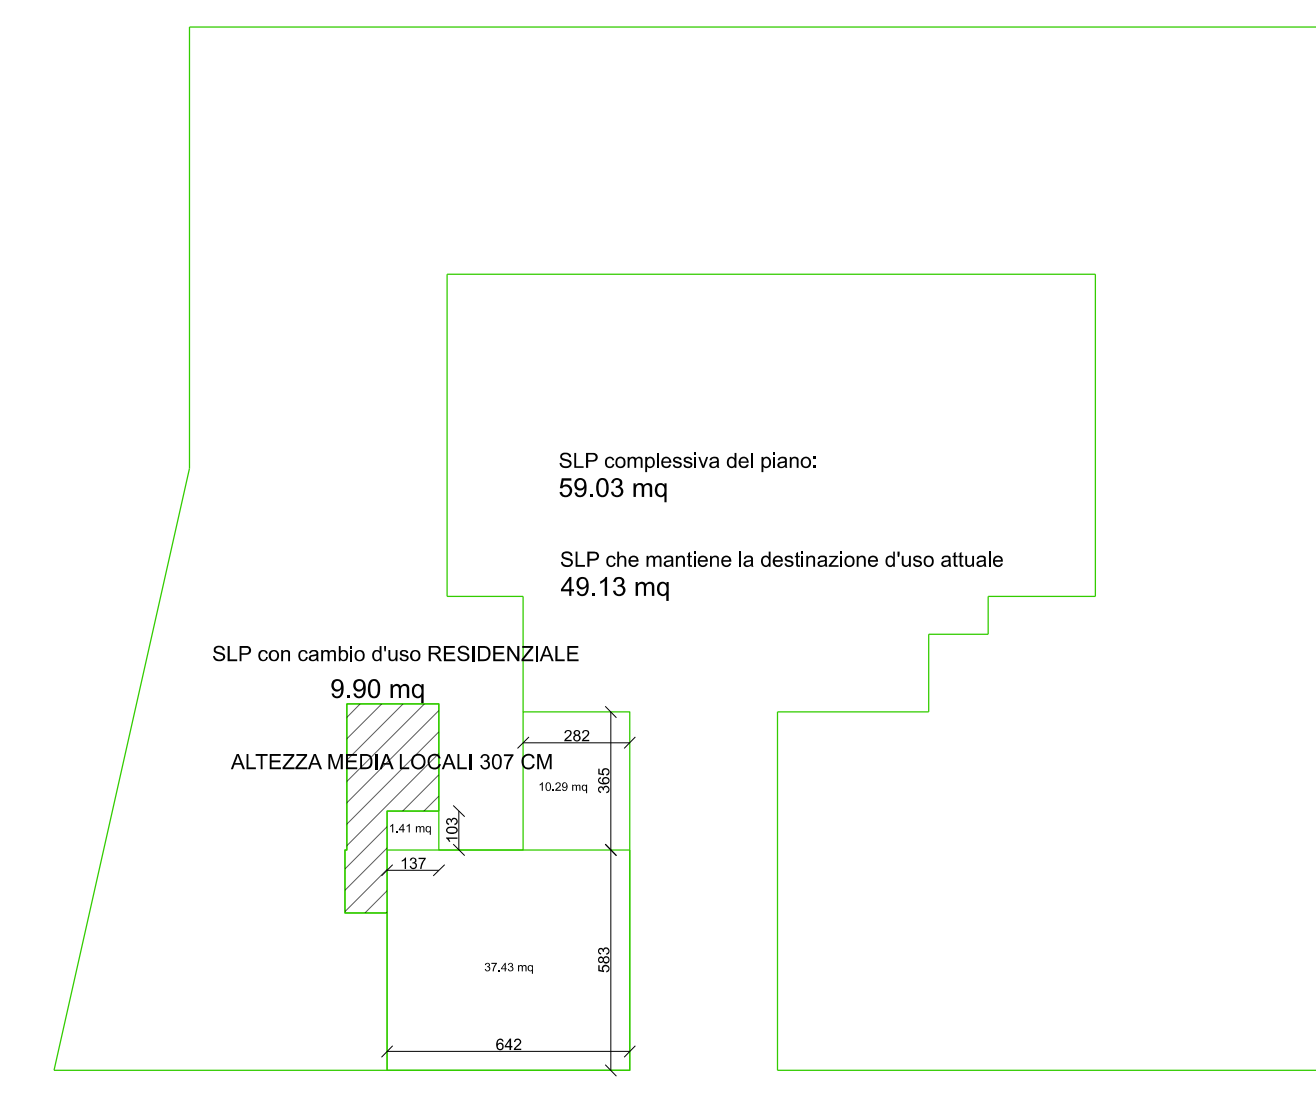 SLP complessiva del piano:
59.03 mq
SLP che mantiene la destinazione d'uso attuale
49.13 mq
SLP con cambio d'uso RESIDENZIALE
9.90 mq
282
ALTEZZA MEDIA LOCALI 307 CM
365
10.29 mq
1.41 mq
103
137
583
37.43 mq
642